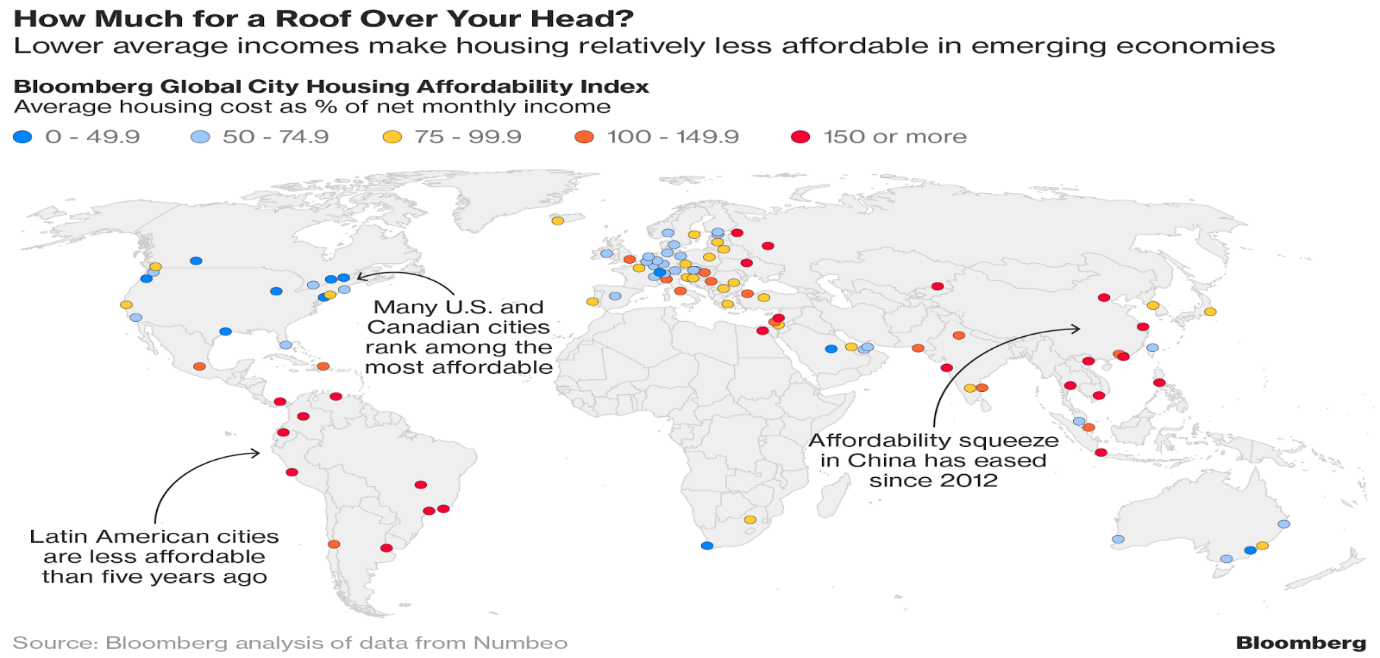 How Much for a Roof Over Your Head?
Lower average incomes make housing relatively less affordable in emerging economies
Bloomberg Global City Housing Affordability Index
Average housing cost as % of net monthly income
0 - 49.9 50 - 74.9 75 - 99.9 100 - 149.9 150 or more
Many U.S. and
Canadian cities
rank among the
most affordable
Affordability squeeze
in China has eased
since 2012
Latin American cities
are less affordable
than five years ago
Source: Bloomberg analysis of data from Numbeo
Bloomberg